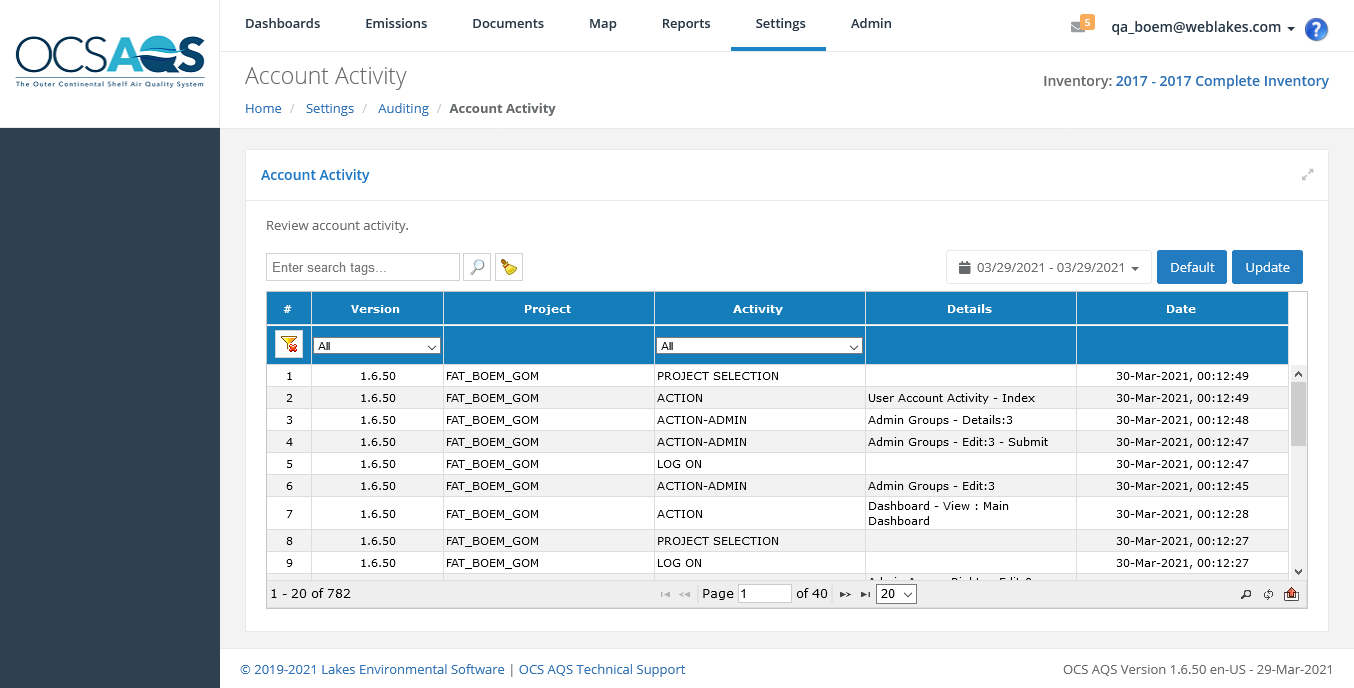 OCSAQS
The Outer Continental Shelf Air Quality System
Dashboards Emissions Documents Map Reports Settings Admin
5 qa_boem@weblakes.com ?
Account Activity
Inventory: 2017 - 2017 Complete Inventory
Home / Settings / Auditing / Account Activity
Account Activity
Review account activity.
Enter search tags... 03/29/2021 - 03/29/2021 Default Update
# Version Project Activity Details Date
All All
1 1.6.50 FAT_BOEM_GOM PROJECT SELECTION 30-Mar-2021, 00:12:49
2 1.6.50 FAT_BOEM_GOM ACTION User Account Activity - Index 30-Mar-2021, 00:12:49
3 1.6.50 FAT_BOEM_GOM ACTION-ADMIN Admin Groups - Details:3 30-Mar-2021, 00:12:48
4 1.6.50 FAT_BOEM_GOM ACTION-ADMIN Admin Groups - Edit:3 - Submit 30-Mar-2021, 00:12:47
5 1.6.50 FAT_BOEM_GOM LOG ON 30-Mar-2021, 00:12:47
6 1.6.50 FAT_BOEM_GOM ACTION-ADMIN Admin Groups - Edit:3 30-Mar-2021, 00:12:45
7 1.6.50 FAT_BOEM_GOM ACTION Dashboard - View : Main
Dashboard 30-Mar-2021, 00:12:28
8 1.6.50 FAT_BOEM_GOM PROJECT SELECTION 30-Mar-2021, 00:12:27
9 1.6.50 FAT_BOEM_GOM LOG ON 30-Mar-2021, 00:12:27
1 - 20 of 782 Page 1 of 40 20
© 2019-2021 Lakes Environmental Software | OCS AQS Technical Support
OCS AQS Version 1.6.50 en-US - 29-Mar-2021